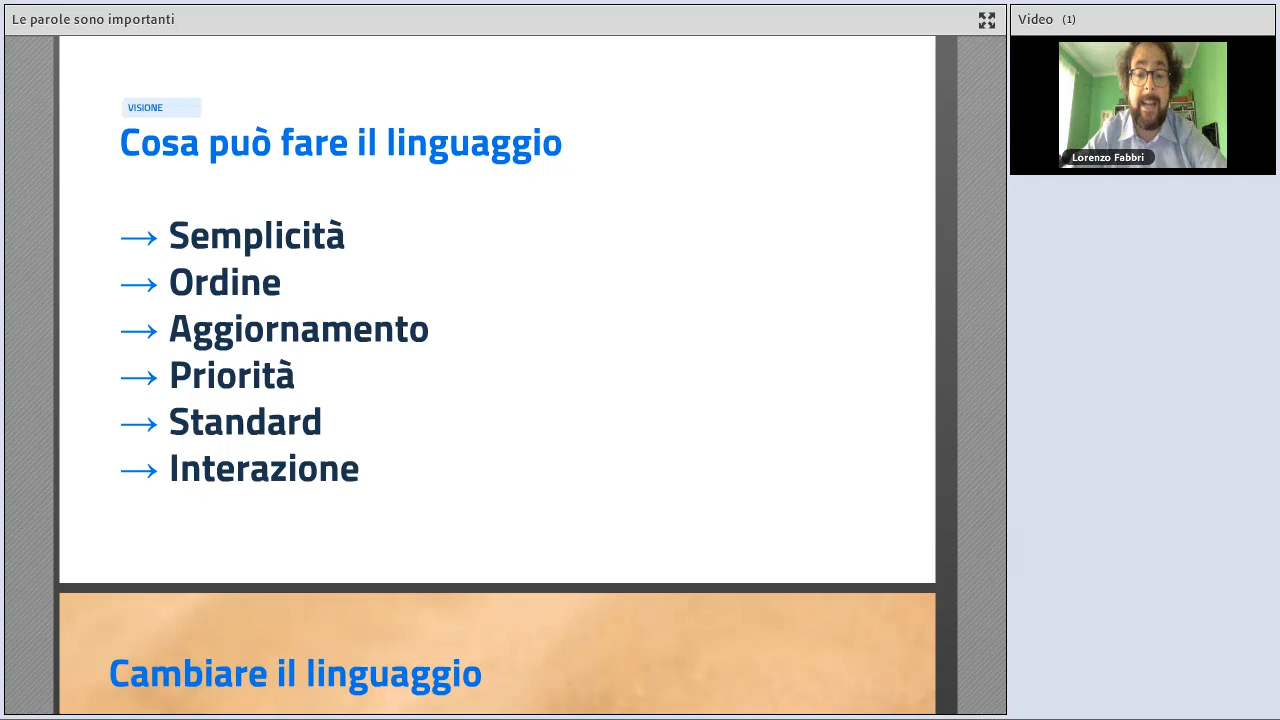 Le parole sono importanti
Video (1)
Lorenzo Fabbri
VISIONE
Cosa può fare il linguaggio
→ Semplicità
→ Ordine
→ Aggiornamento
→ Priorità
→ Standard
→ Interazione
Cambiare il linguaggio